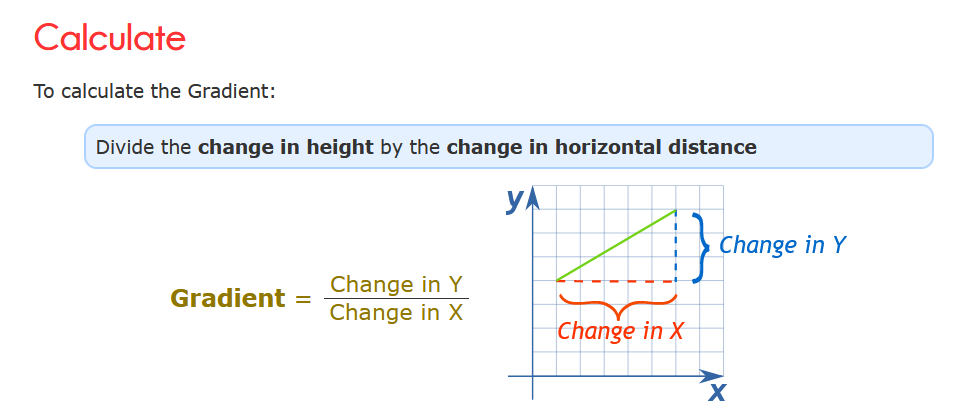 Calculate
To calculate the Gradient:
Divide the change in height by the change in horizontal distance
y
Change in Y
Gradient = Change in Y
Change in X
Change in X
x